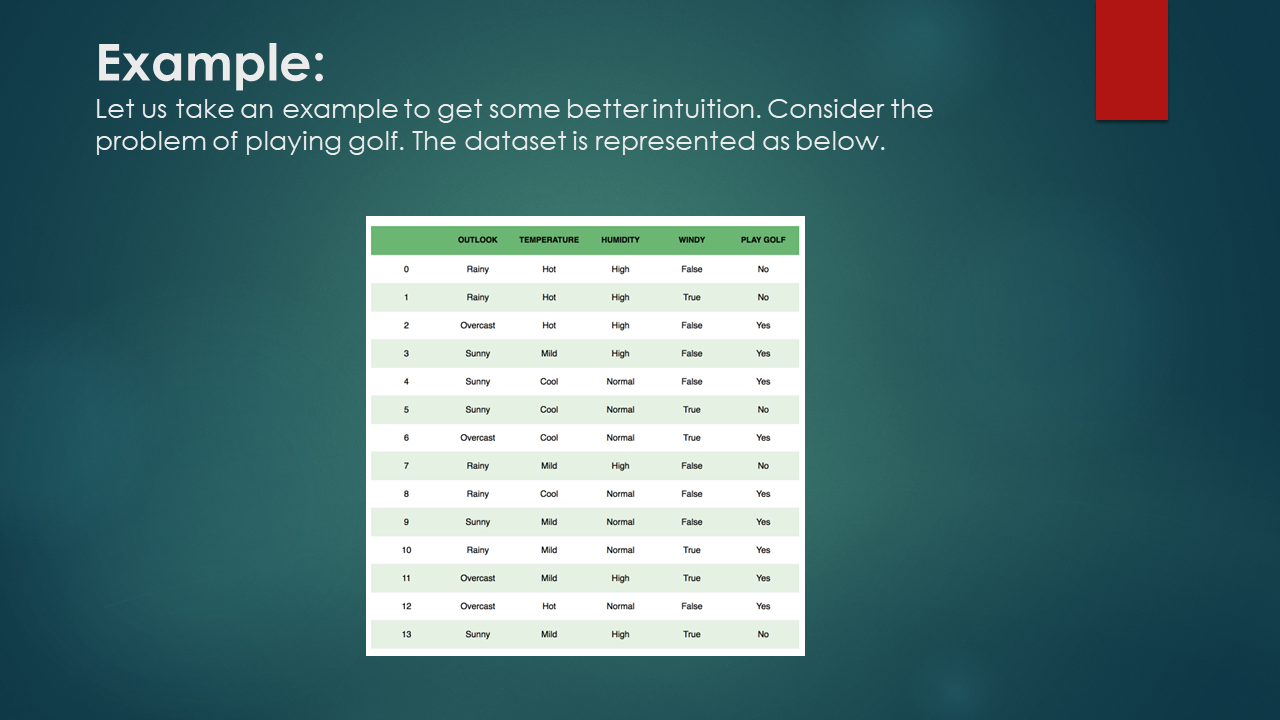 Example:
Let us take an example to get some better intuition. Consider the
problem of playing golf. The dataset is represented as below.
OUTLOOK TEMPERATURE HUMIDITY WINDY PLAY GOLF
0 Rainy Hot High False No
1 Rainy Hot High True No
2 Overcast Hot High False Yes
3 Sunny Mild High False Yes
4 Sunny Cool Normal False Yes
5 Sunny Cool Normal True No
6 Overcast Cool Normal True Yes
7 Rainy Mild High False No
8 Rainy Cool Normal False Yes
9 Sunny Mild Normal False Yes
10 Rainy Mild Normal True Yes
11 Overcast Mild High True Yes
12 Overcast Hot Normal False Yes
13 Sunny Mild High True No